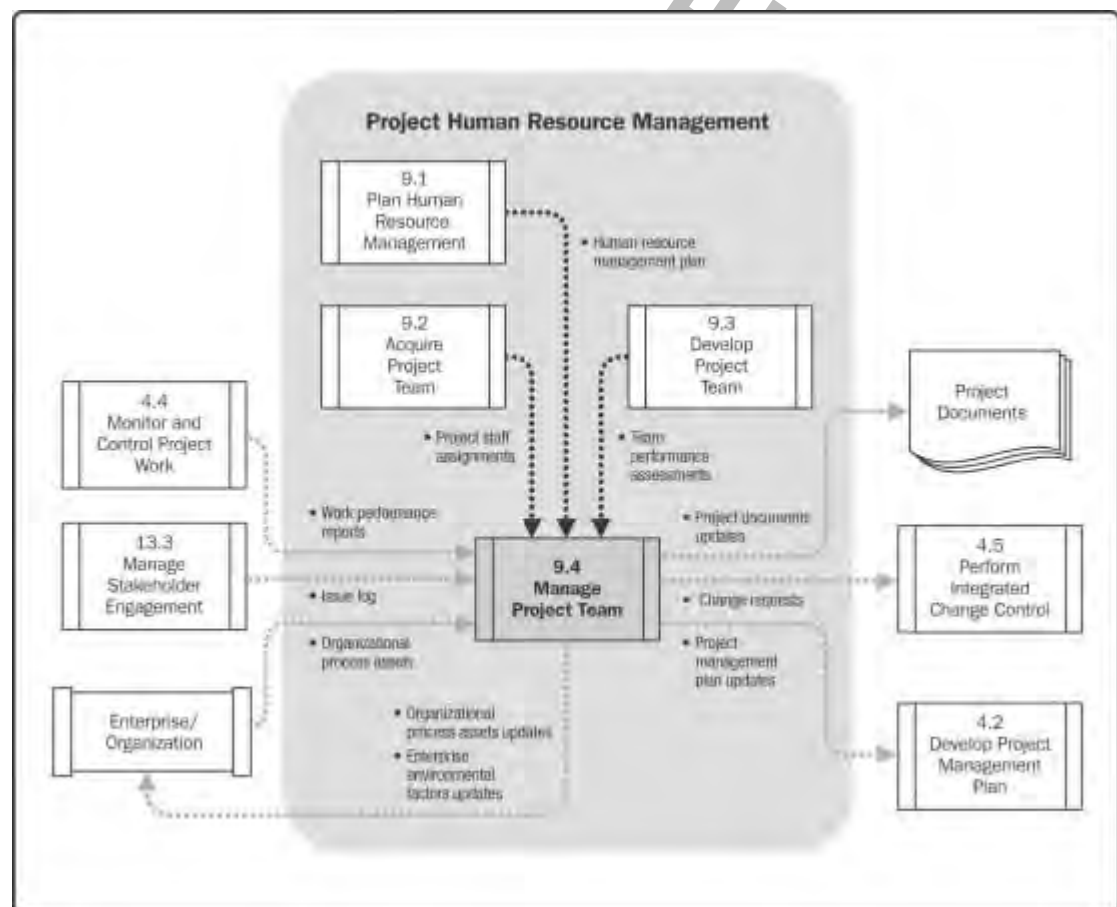 Project Human Resource Management
9.1
Plan Human
Resource
Management
• Human resource
management plan
9.2
Acquire
Project
Team
9.3
Develop
Project
Team
Project
Documents
4.4
Monitor and
Control Project
Work
• Project staff
assignments
• Team
performance
assessments
• Work performance
reports
• Project documents
updates
13.3
Manage
Stakeholder
Engagement
9.4
Manage
Project Team
4.5
Perform
Integrated
Change Control
• Issue log
• Change requests
• Organizational
process assets
• Project
management
plan updates
Enterprise/
Organization
• Organizational
process assets updates
• Enterprise
environmental
factors updates
4.2
Develop Project
Management
Plan